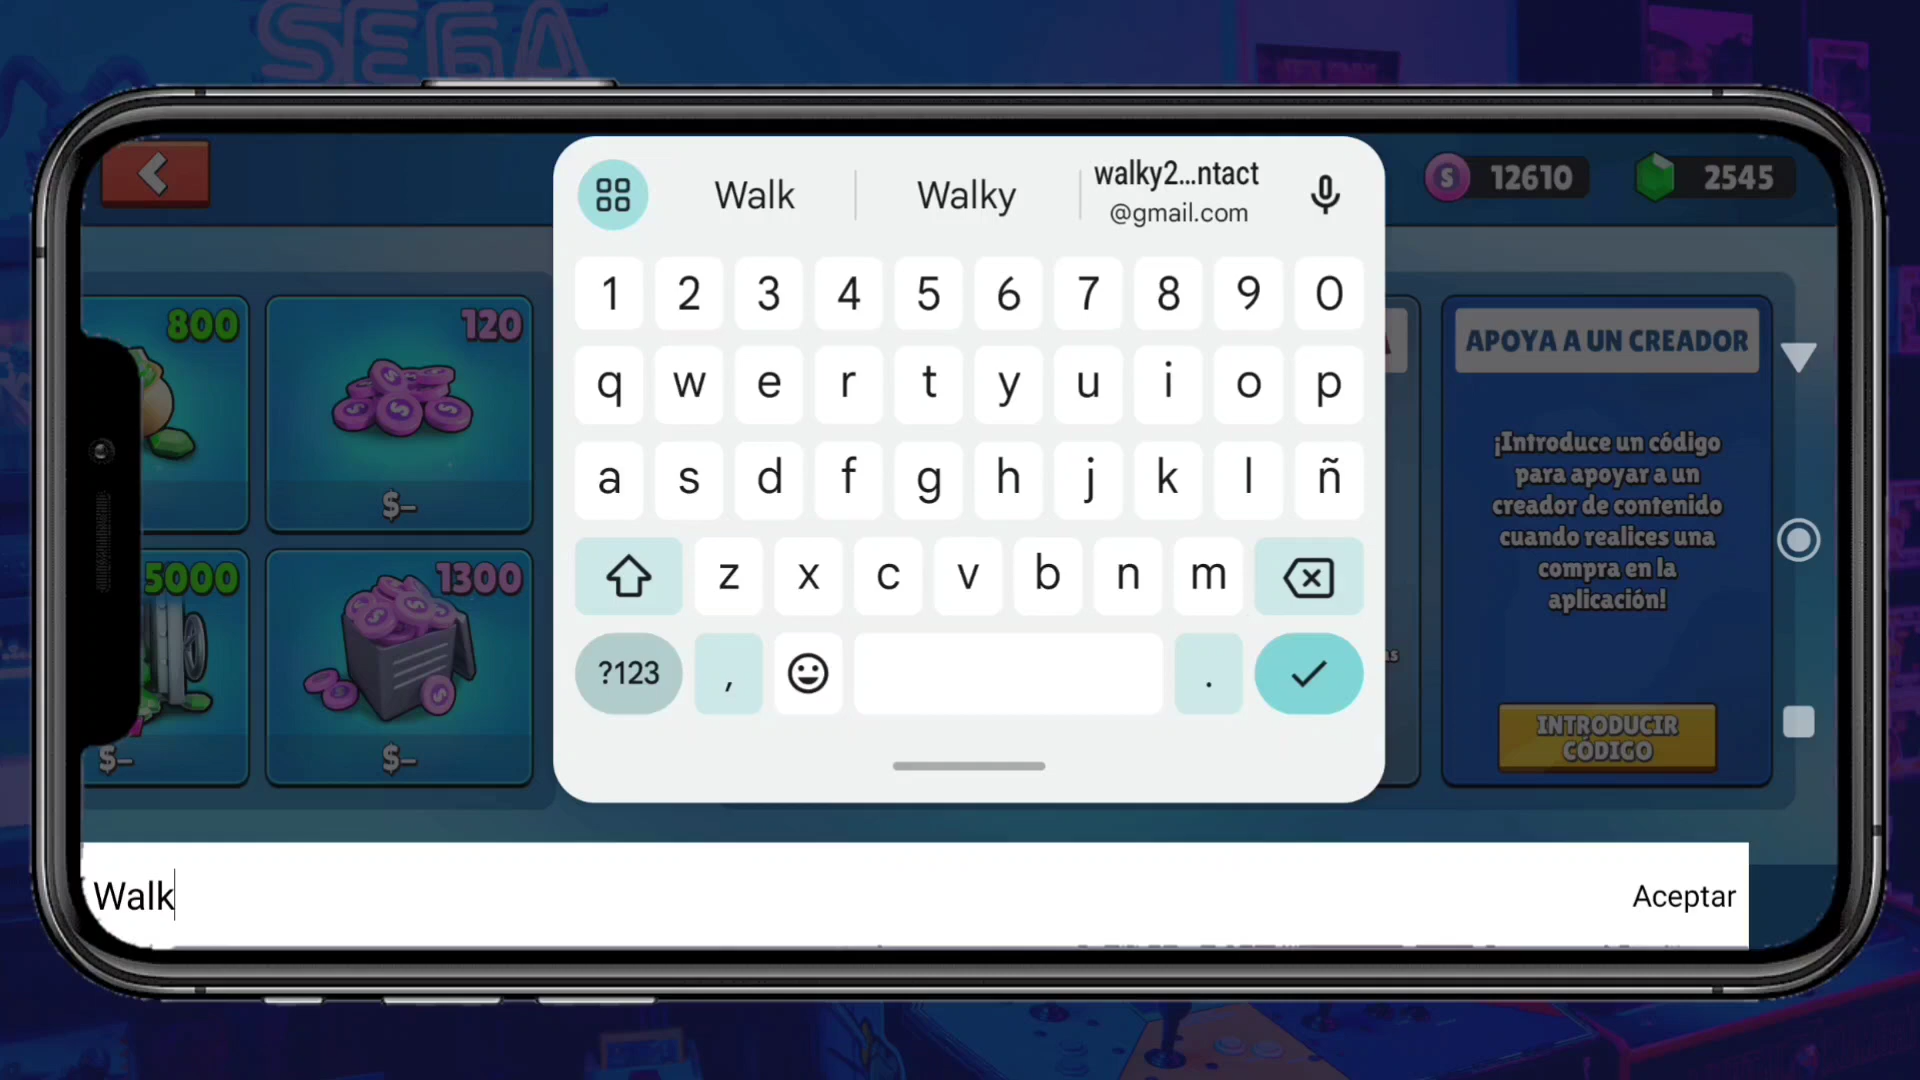 SEGA
Walk
Walky
walky2...ntact
@gmail.com
S 12610
2545
1 2 3 4 5 6 7 8 9 0
q w e r t y u i o p
a s d f g h j k l ñ
z x c v b n m
?123 , .
800
120
$-
5000
1300
$-
$-
APOYA A UN CREADOR
¡Introduce un código
para apoyar a un
creador de contenido
cuando realices una
compra en la
aplicación!
INTRODUCIR
CÓDIGO
Walk
Aceptar